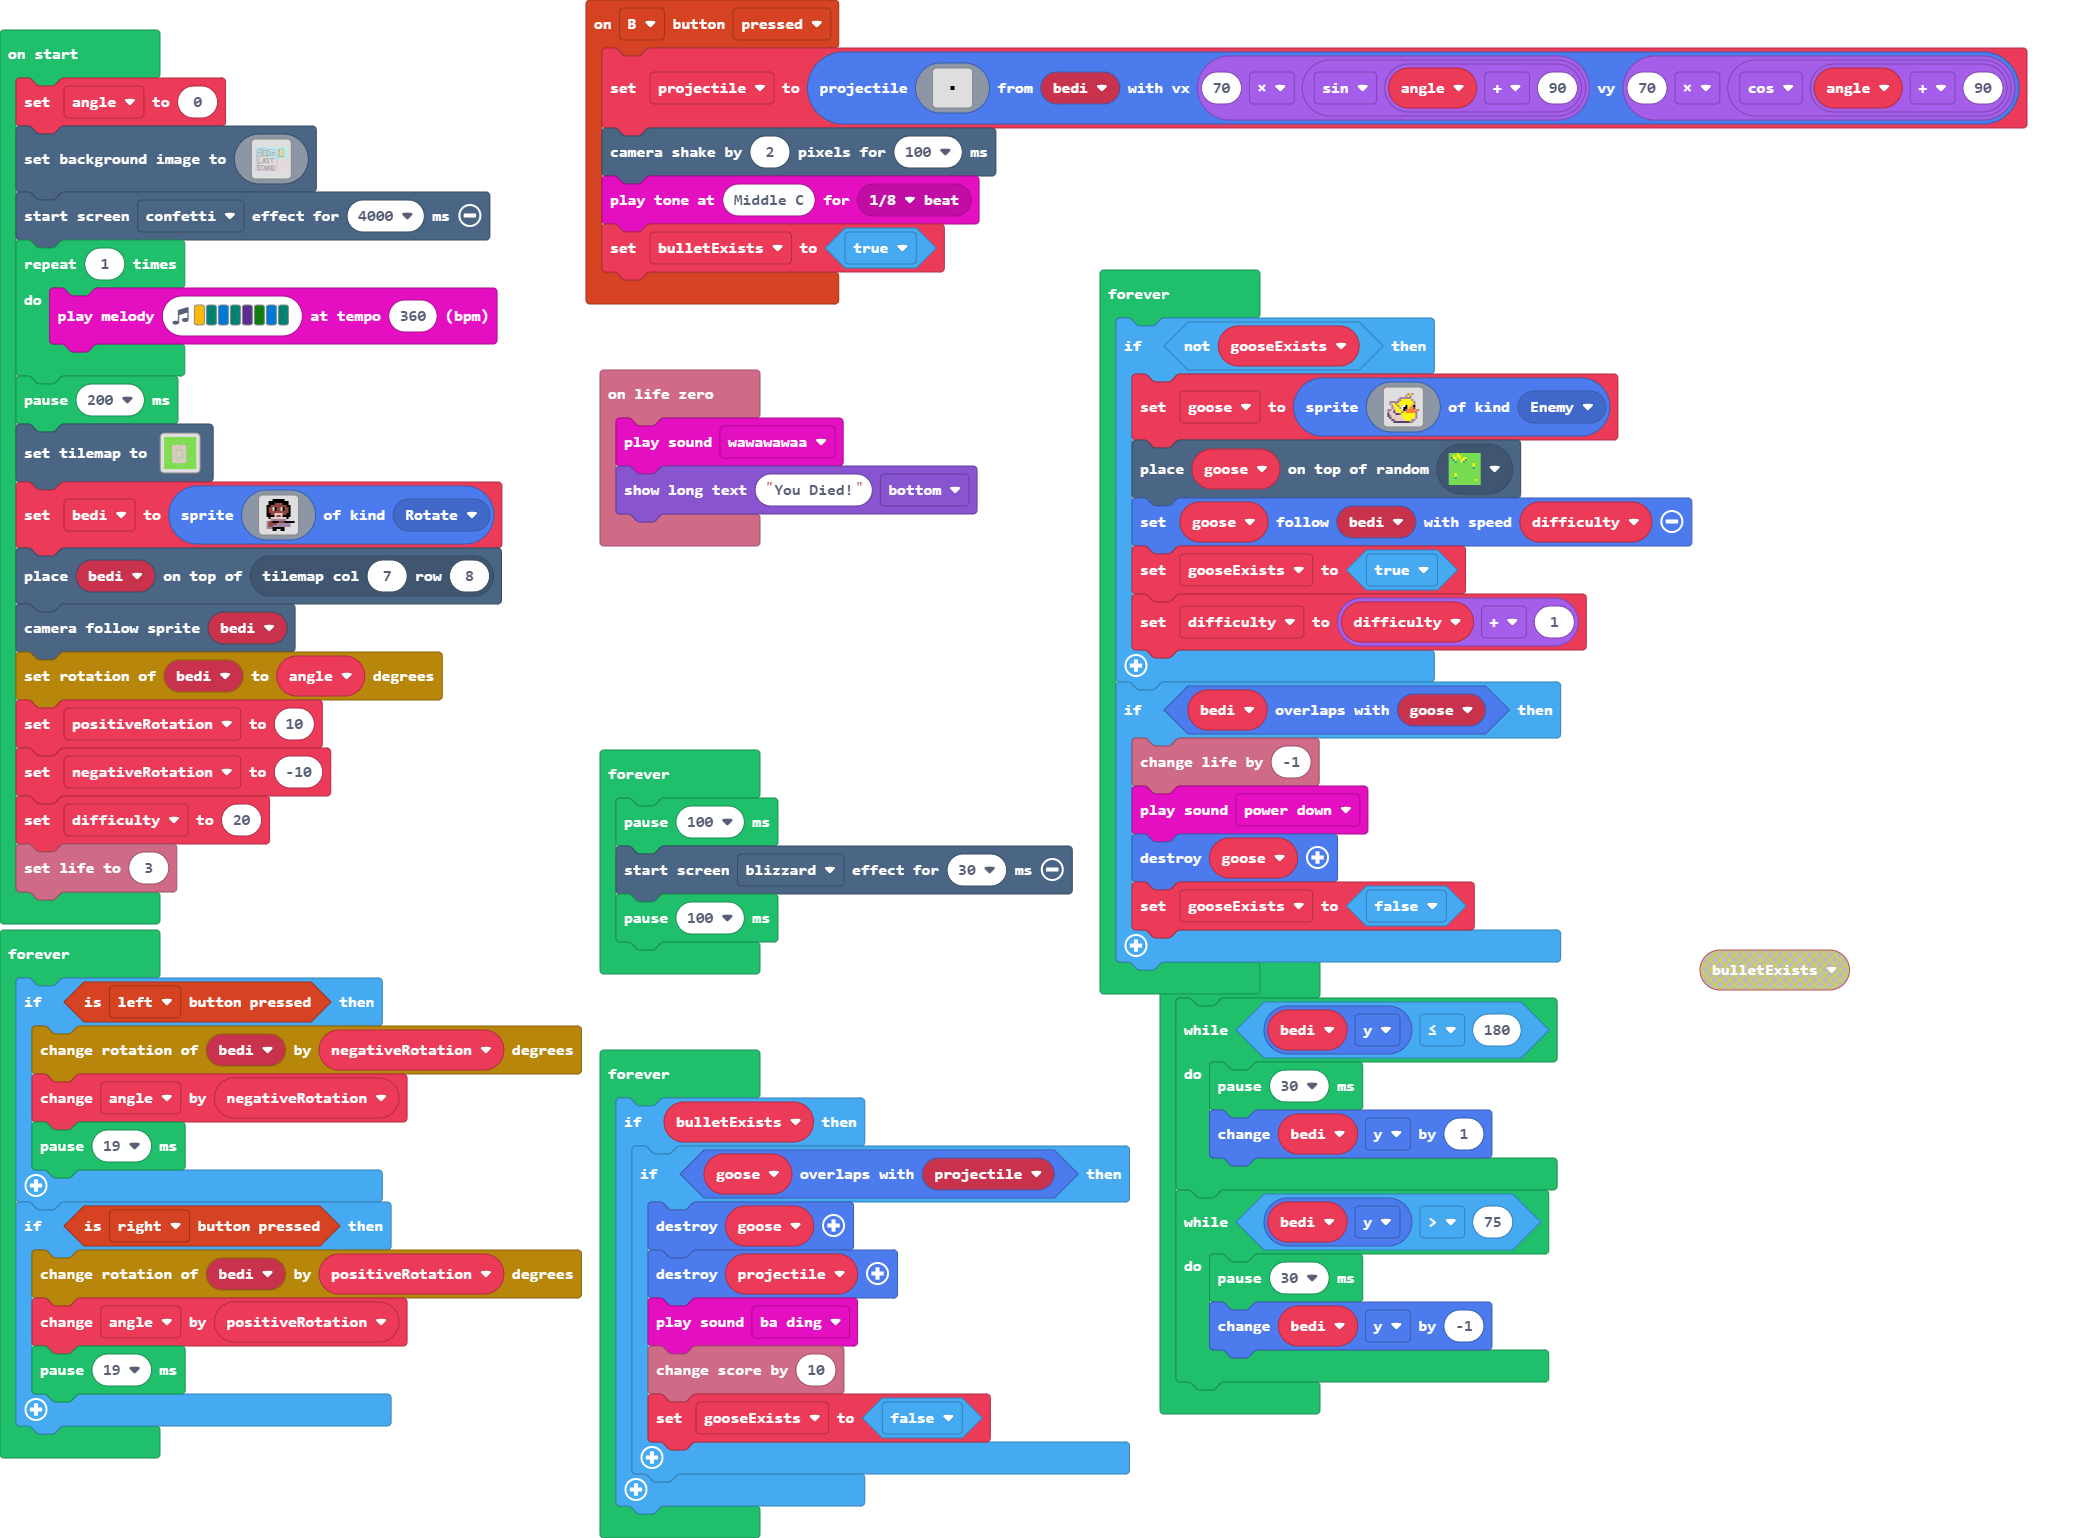 on start
set angle to 0
set background image to
start screen confetti effect for 4000 ms
repeat 1 times
do
play melody at tempo 360 (bpm)
pause 200 ms
set tilemap to
set bedi to sprite of kind Rotate
place bedi on top of tilemap col 7 row 8
camera follow sprite bedi
set rotation of bedi to angle degrees
set positiveRotation to 10
set negativeRotation to -10
set difficulty to 20
set life to 3
forever
if is left button pressed then
change rotation of bedi by negativeRotation degrees
change angle by negativeRotation
pause 19 ms
if is right button pressed then
change rotation of bedi by positiveRotation degrees
change angle by positiveRotation
pause 19 ms
on B button pressed
set projectile to projectile from bedi with vx 70 × sin angle + 90 vy 70 × cos angle + 90
camera shake by 2 pixels for 100 ms
play tone at Middle C for 1/8 beat
set bulletExists to true
on life zero
play sound wawawawaa
show long text "You Died!" bottom
forever
pause 100 ms
start screen blizzard effect for 30 ms
pause 100 ms
forever
if bulletExists then
if goose overlaps with projectile then
destroy goose
destroy projectile
play sound ba ding
change score by 10
set gooseExists to false
forever
if not gooseExists then
set goose to sprite of kind Enemy
place goose on top of random
set goose follow bedi with speed difficulty
set gooseExists to true
set difficulty to difficulty + 1
if bedi overlaps with goose then
change life by -1
play sound power down
destroy goose
set gooseExists to false
while bedi y ≤ 180
do
pause 30 ms
change bedi y by 1
while bedi y > 75
do
pause 30 ms
change bedi y by -1
bulletExists